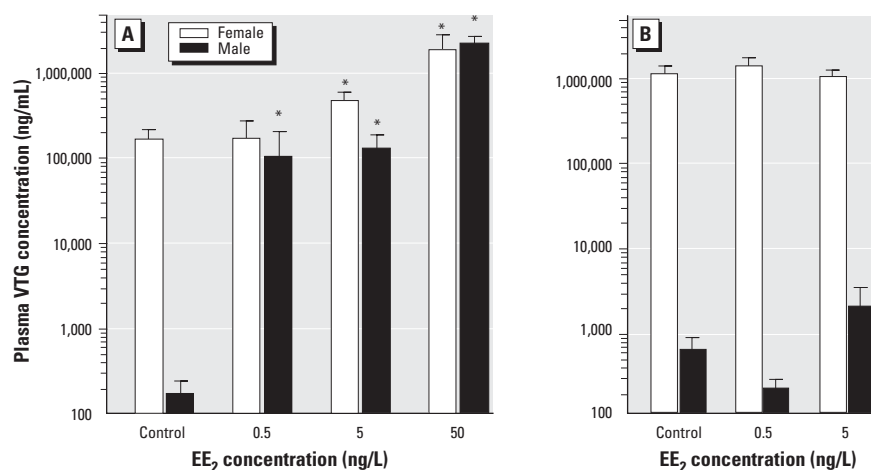 A
Female
Male
Plasma VTG concentration (ng/mL)
1,000,000
100,000
10,000
1,000
100
* * * * *
Control 0.5 5 50
EE₂ concentration (ng/L)
B
1,000,000
100,000
10,000
1,000
100
Control 0.5 5
EE₂ concentration (ng/L)